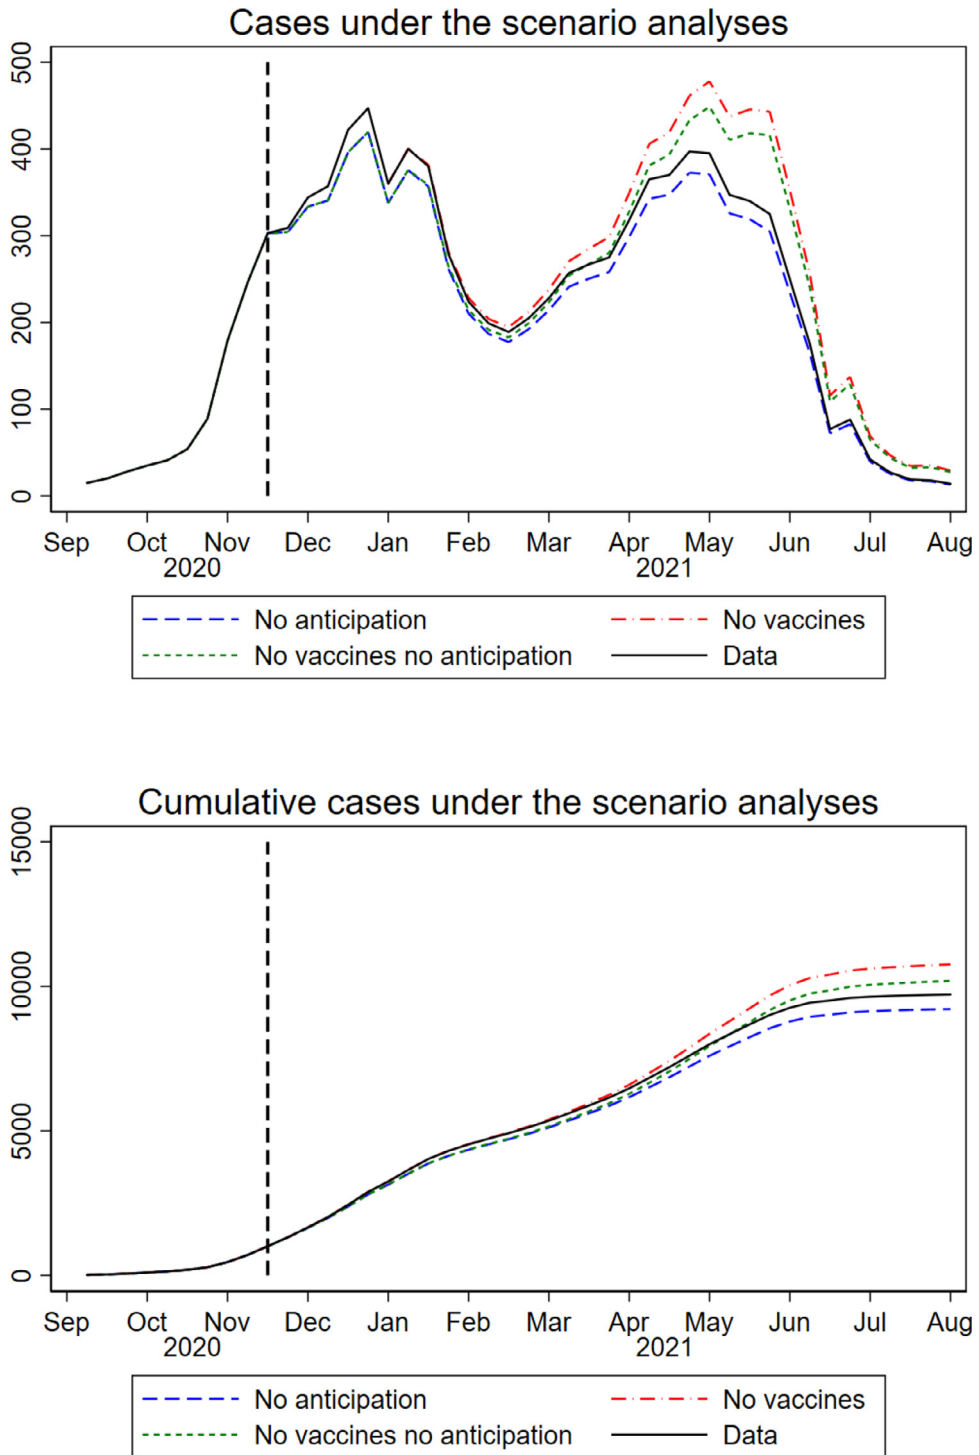 Cases under the scenario analyses
500
400
300
200
100
0
Sep Oct Nov Dec Jan Feb Mar Apr May Jun Jul Aug
2020 2021
No anticipation No vaccines
No vaccines no anticipation Data
Cumulative cases under the scenario analyses
15000
10000
5000
0
Sep Oct Nov Dec Jan Feb Mar Apr May Jun Jul Aug
2020 2021
No anticipation No vaccines
No vaccines no anticipation Data